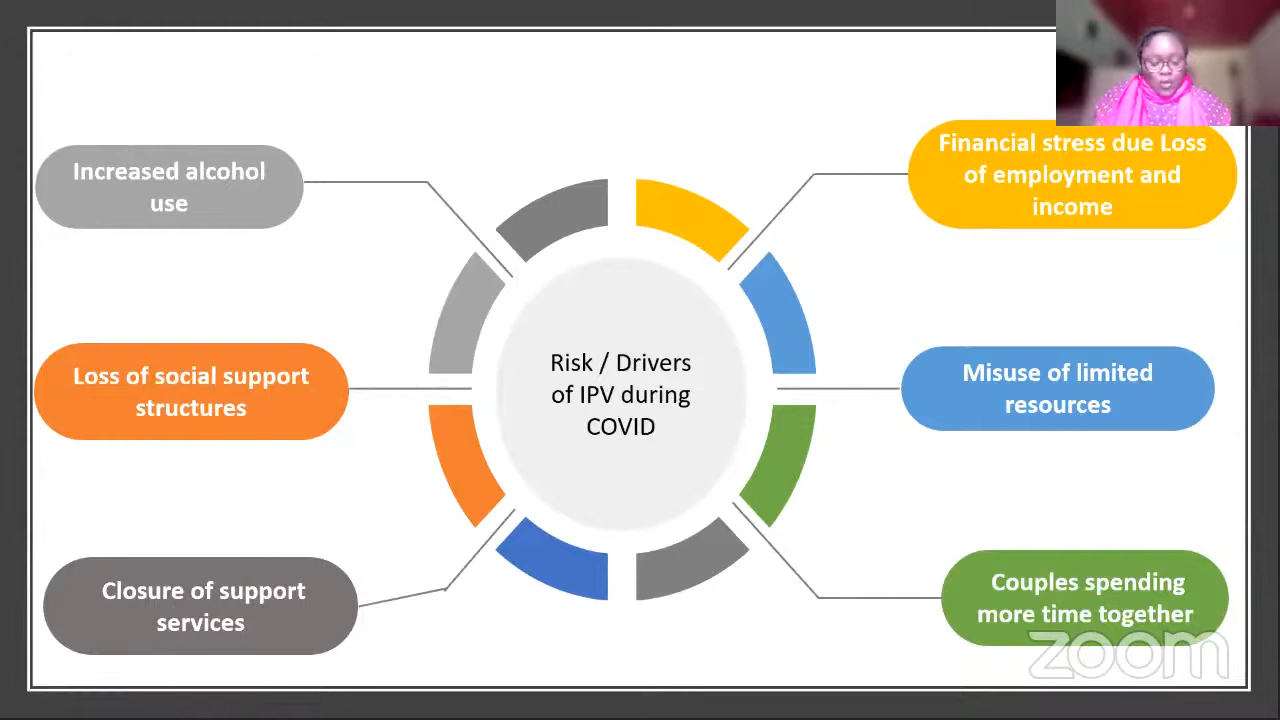 Increased alcohol
use
Financial stress due Loss
of employment and
income
Loss of social support
structures
Risk / Drivers
of IPV during
COVID
Misuse of limited
resources
Closure of support
services
Couples spending
more time together
zoom